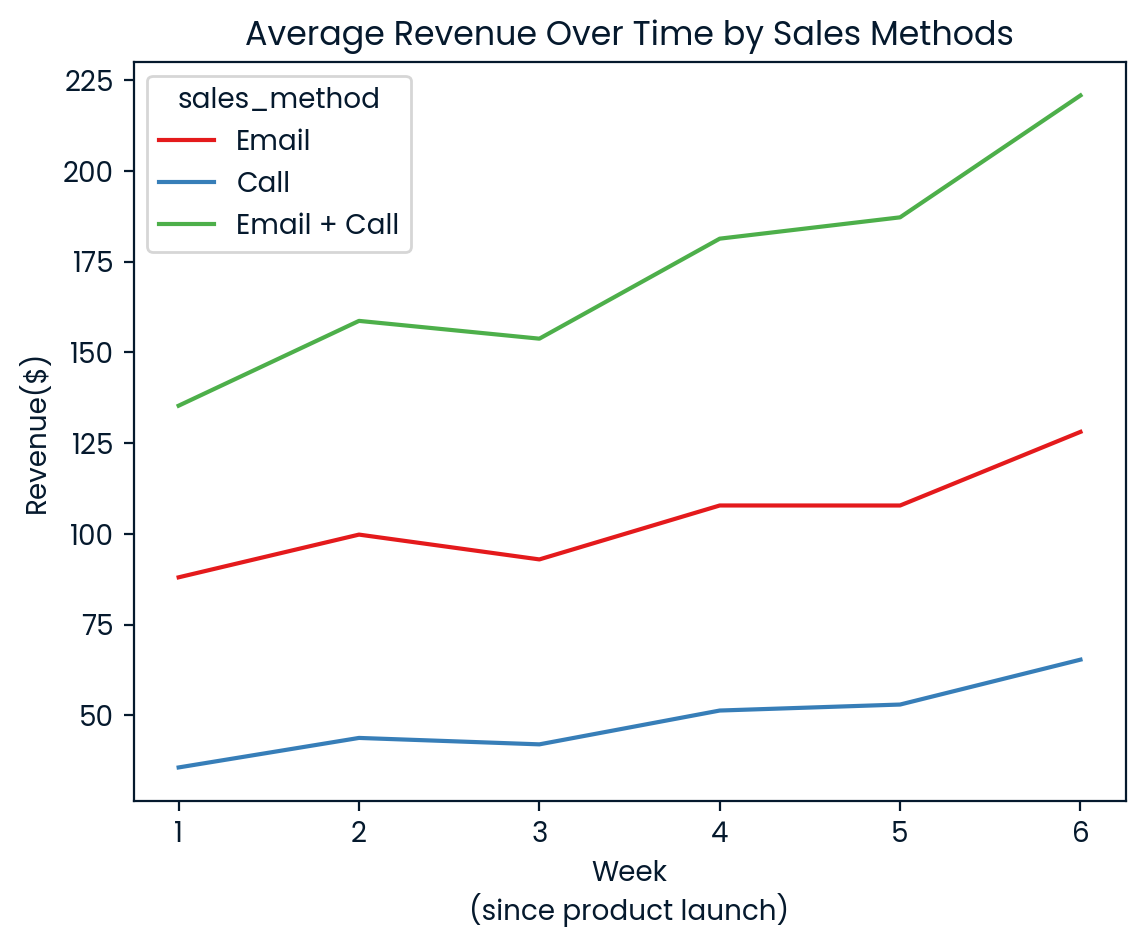 Average Revenue Over Time by Sales Methods
sales_method
Email
Call
Email + Call
Revenue($)
225
200
175
150
125
100
75
50
1 2 3 4 5 6
Week
(since product launch)